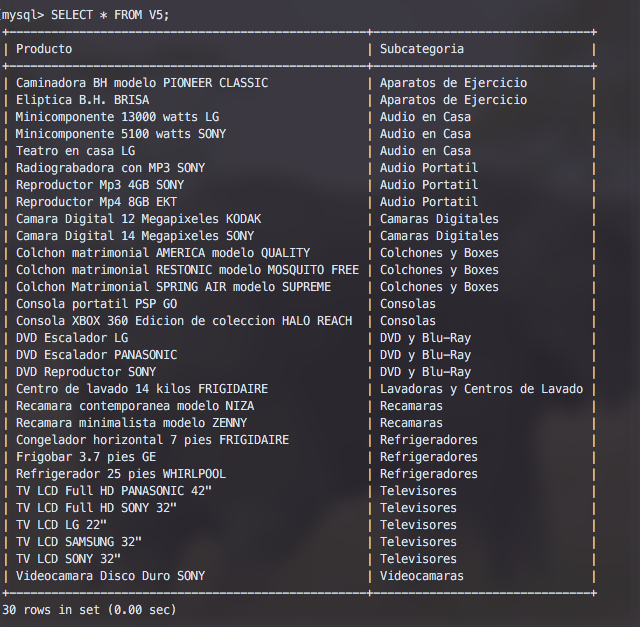 mysql> SELECT * FROM V5;
+-----------------------------------------------+-----------------------------+
| Producto | Subcategoria |
+-----------------------------------------------+-----------------------------+
| Caminadora BH modelo PIONEER CLASSIC | Aparatos de Ejercicio |
| Eliptica B.H. BRISA | Aparatos de Ejercicio |
| Minicomponente 13000 watts LG | Audio en Casa |
| Minicomponente 5100 watts SONY | Audio en Casa |
| Teatro en casa LG | Audio en Casa |
| Radiograbadora con MP3 SONY | Audio Portatil |
| Reproductor Mp3 4GB SONY | Audio Portatil |
| Reproductor Mp4 8GB EKT | Audio Portatil |
| Camara Digital 12 Megapixeles KODAK | Camaras Digitales |
| Camara Digital 14 Megapixeles SONY | Camaras Digitales |
| Colchon matrimonial AMERICA modelo QUALITY | Colchones y Boxes |
| Colchon matrimonial RESTONIC modelo MOSQUITO FREE | Colchones y Boxes |
| Colchon Matrimonial SPRING AIR modelo SUPREME | Colchones y Boxes |
| Consola portatil PSP GO | Consolas |
| Consola XBOX 360 Edicion de coleccion HALO REACH | Consolas |
| DVD Escalador LG | DVD y Blu-Ray |
| DVD Escalador PANASONIC | DVD y Blu-Ray |
| DVD Reproductor SONY | DVD y Blu-Ray |
| Centro de lavado 14 kilos FRIGIDAIRE | Lavadoras y Centros de Lavado |
| Recamara contemporanea modelo NIZA | Recamaras |
| Recamara minimalista modelo ZENNY | Recamaras |
| Congelador horizontal 7 pies FRIGIDAIRE | Refrigeradores |
| Frigobar 3.7 pies GE | Refrigeradores |
| Refrigerador 25 pies WHIRLPOOL | Refrigeradores |
| TV LCD Full HD PANASONIC 42" | Televisores |
| TV LCD Full HD SONY 32" | Televisores |
| TV LCD LG 22" | Televisores |
| TV LCD SAMSUNG 32" | Televisores |
| TV LCD SONY 32" | Televisores |
| Videocamara Disco Duro SONY | Videocamaras |
+-----------------------------------------------+-----------------------------+
30 rows in set (0.00 sec)